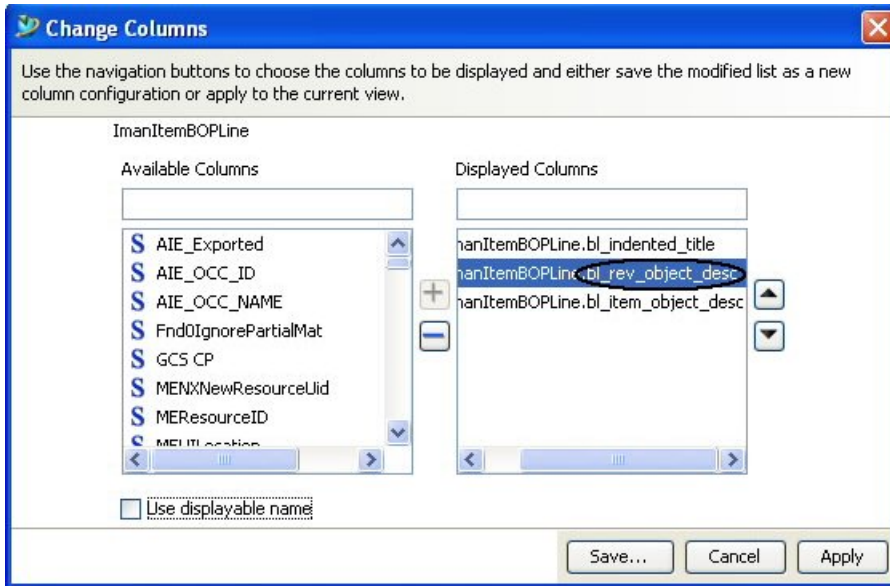 Change Columns
Use the navigation buttons to choose the columns to be displayed and either save the modified list as a new
column configuration or apply to the current view.
ImanItemBOPLine
Available Columns
Displayed Columns
S AIE_Exported
S AIE_OCC_ID
S AIE_OCC_NAME
S Fnd0IgnorePartialMat
S GCS CP
S MENXNewResourceUid
S MEResourceID
manItemBOPLine.bl_indented_title
manItemBOPLine.bl_rev_object_desc
manItemBOPLine.bl_item_object_desc
Use displayable name
Save...
Cancel
Apply